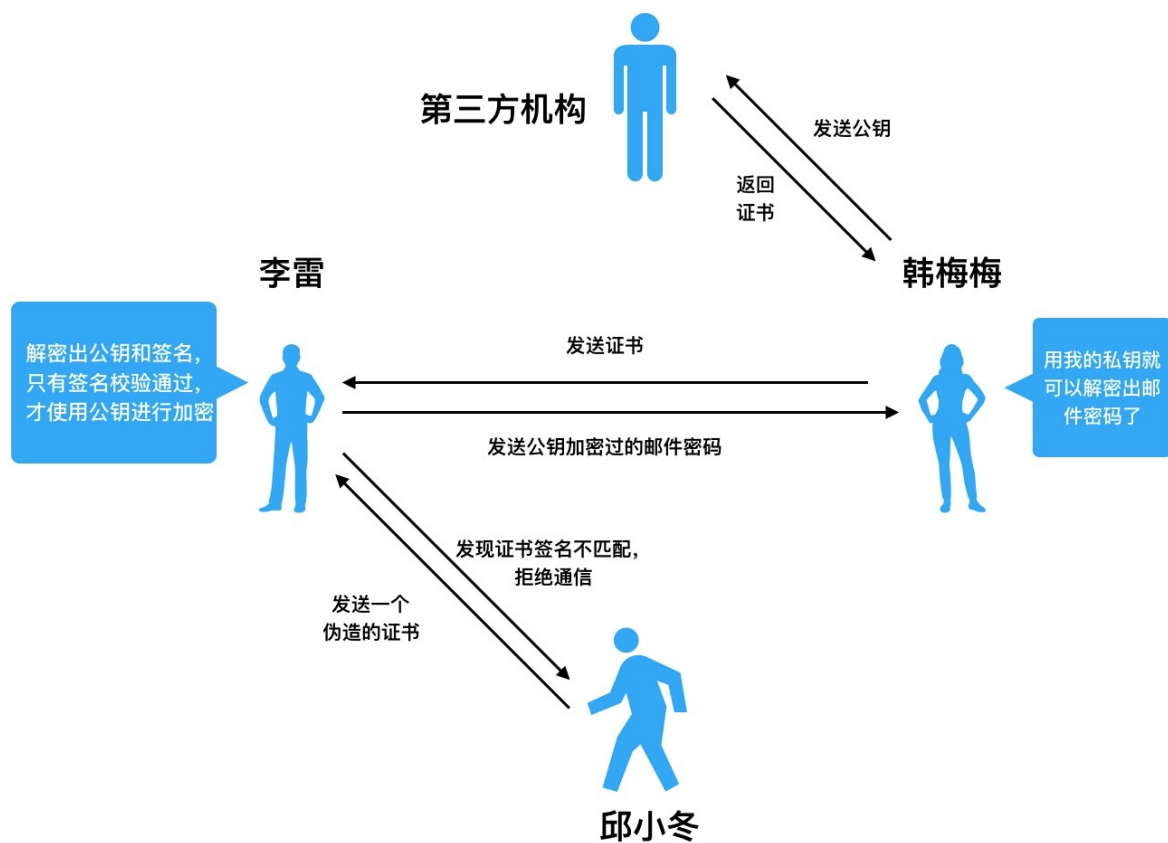 第三方机构
发送公钥
返回
证书
李雷
韩梅梅
解密出公钥和签名，
只有签名校验通过，
才使用公钥进行加密
发送证书
用我的私钥就
可以解密出邮
件密码了
发送公钥加密过的邮件密码
发现证书签名不匹配，
拒绝通信
发送一个
伪造的证书
邱小冬